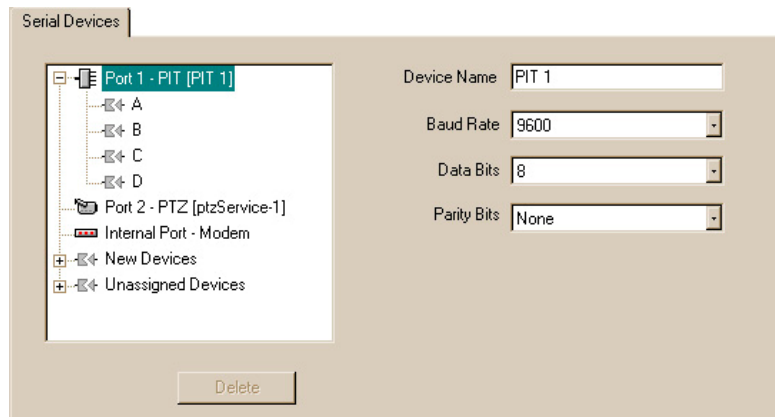 Serial Devices
Port 1 - PIT [PIT 1]
A
B
C
D
Port 2 - PTZ [ptzService-1]
Internal Port - Modem
New Devices
Unassigned Devices
Delete
Device Name PIT 1
Baud Rate 9600
Data Bits 8
Parity Bits None